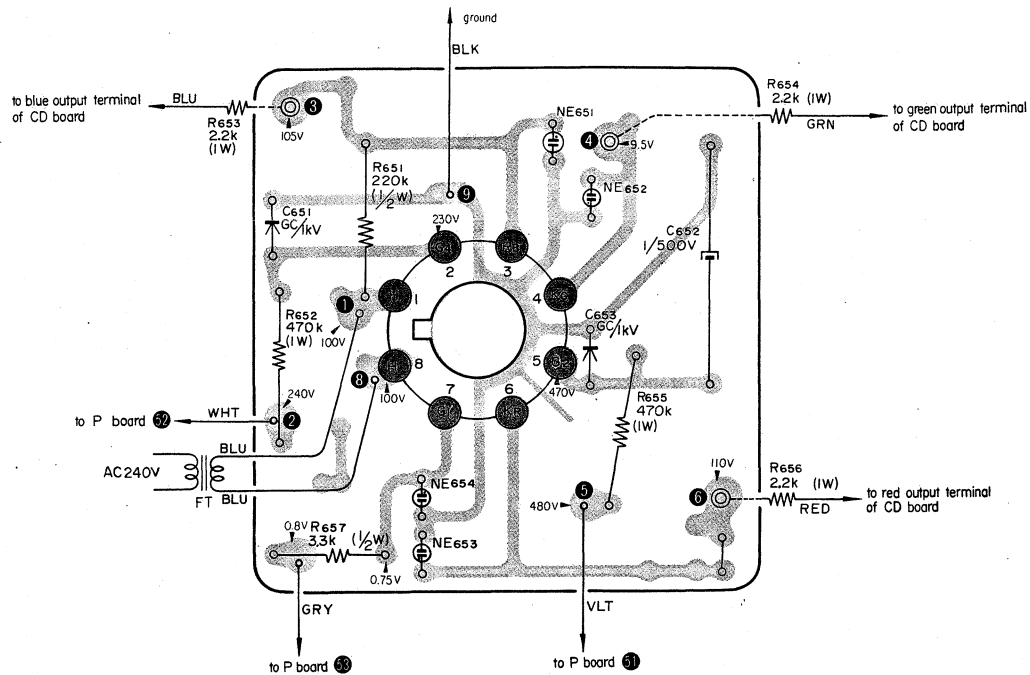 ground
BLK
to blue output terminal
of CD board
BLU
R653
2.2k
(1W)
3
105V
NE651
4
9.5V
R654
2.2k (1W)
GRN
to green output terminal
of CD board
R651
220k
(1/2W)
9
NE652
C651
GC/1kV
230V
2
3
C652
1/500V
1
1
4
R652
470k
(1W)
100V
C653
GC/1kV
8
8
5
100V
7
6
470V
R655
470k
(1W)
240V
to P board 52
WHT
2
BLU
AC240V
FT
BLU
NE654
5
480V
110V
6
R656
2.2k (1W)
RED
to red output terminal
of CD board
0.8V
R657
3.3k (1/2W)
NE653
0.75V
GRY
VLT
to P board 53
to P board 51